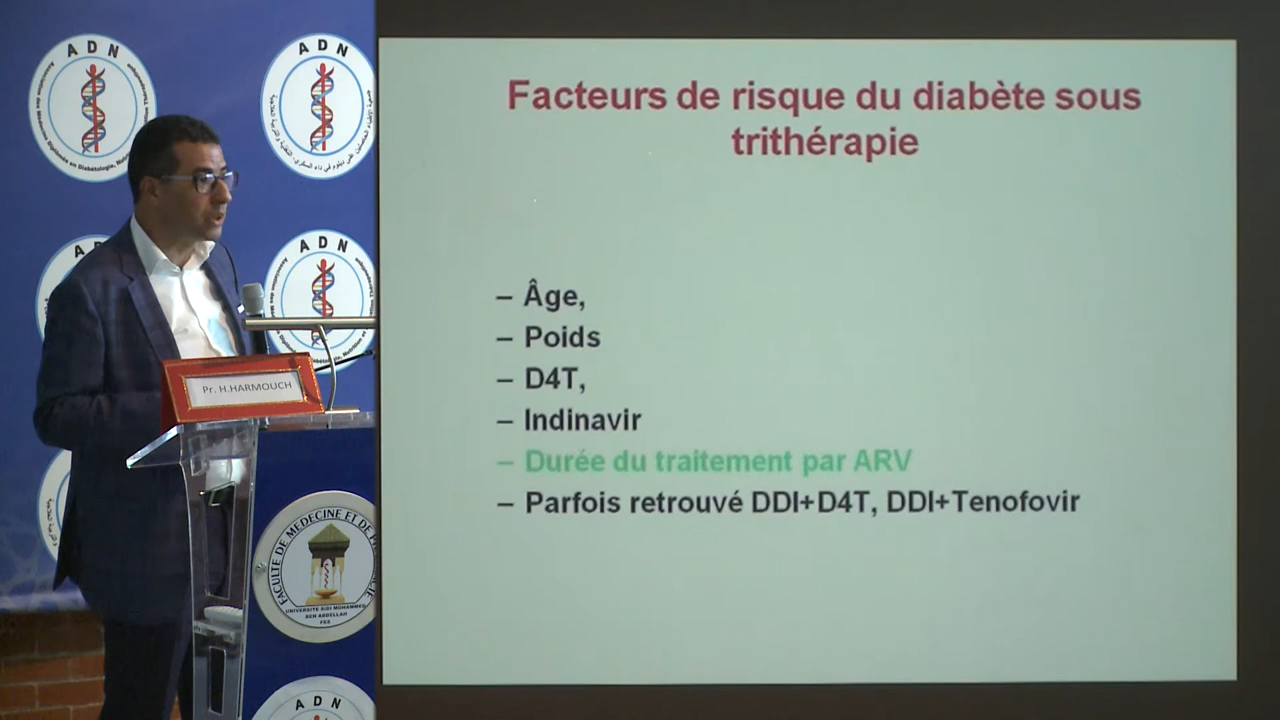 Facteurs de risque du diabète sous
trithérapie
– Âge,
– Poids
– D4T,
– Indinavir
– Durée du traitement par ARV
– Parfois retrouvé DDI+D4T, DDI+Tenofovir
Pr. H.HARMOUCH
ADN
ADN
ADN
ADN
FACULTE DE MEDECINE ET DE
UNIVERSITE SIDI MOHAMMED
BEN ABDELLAH
FES